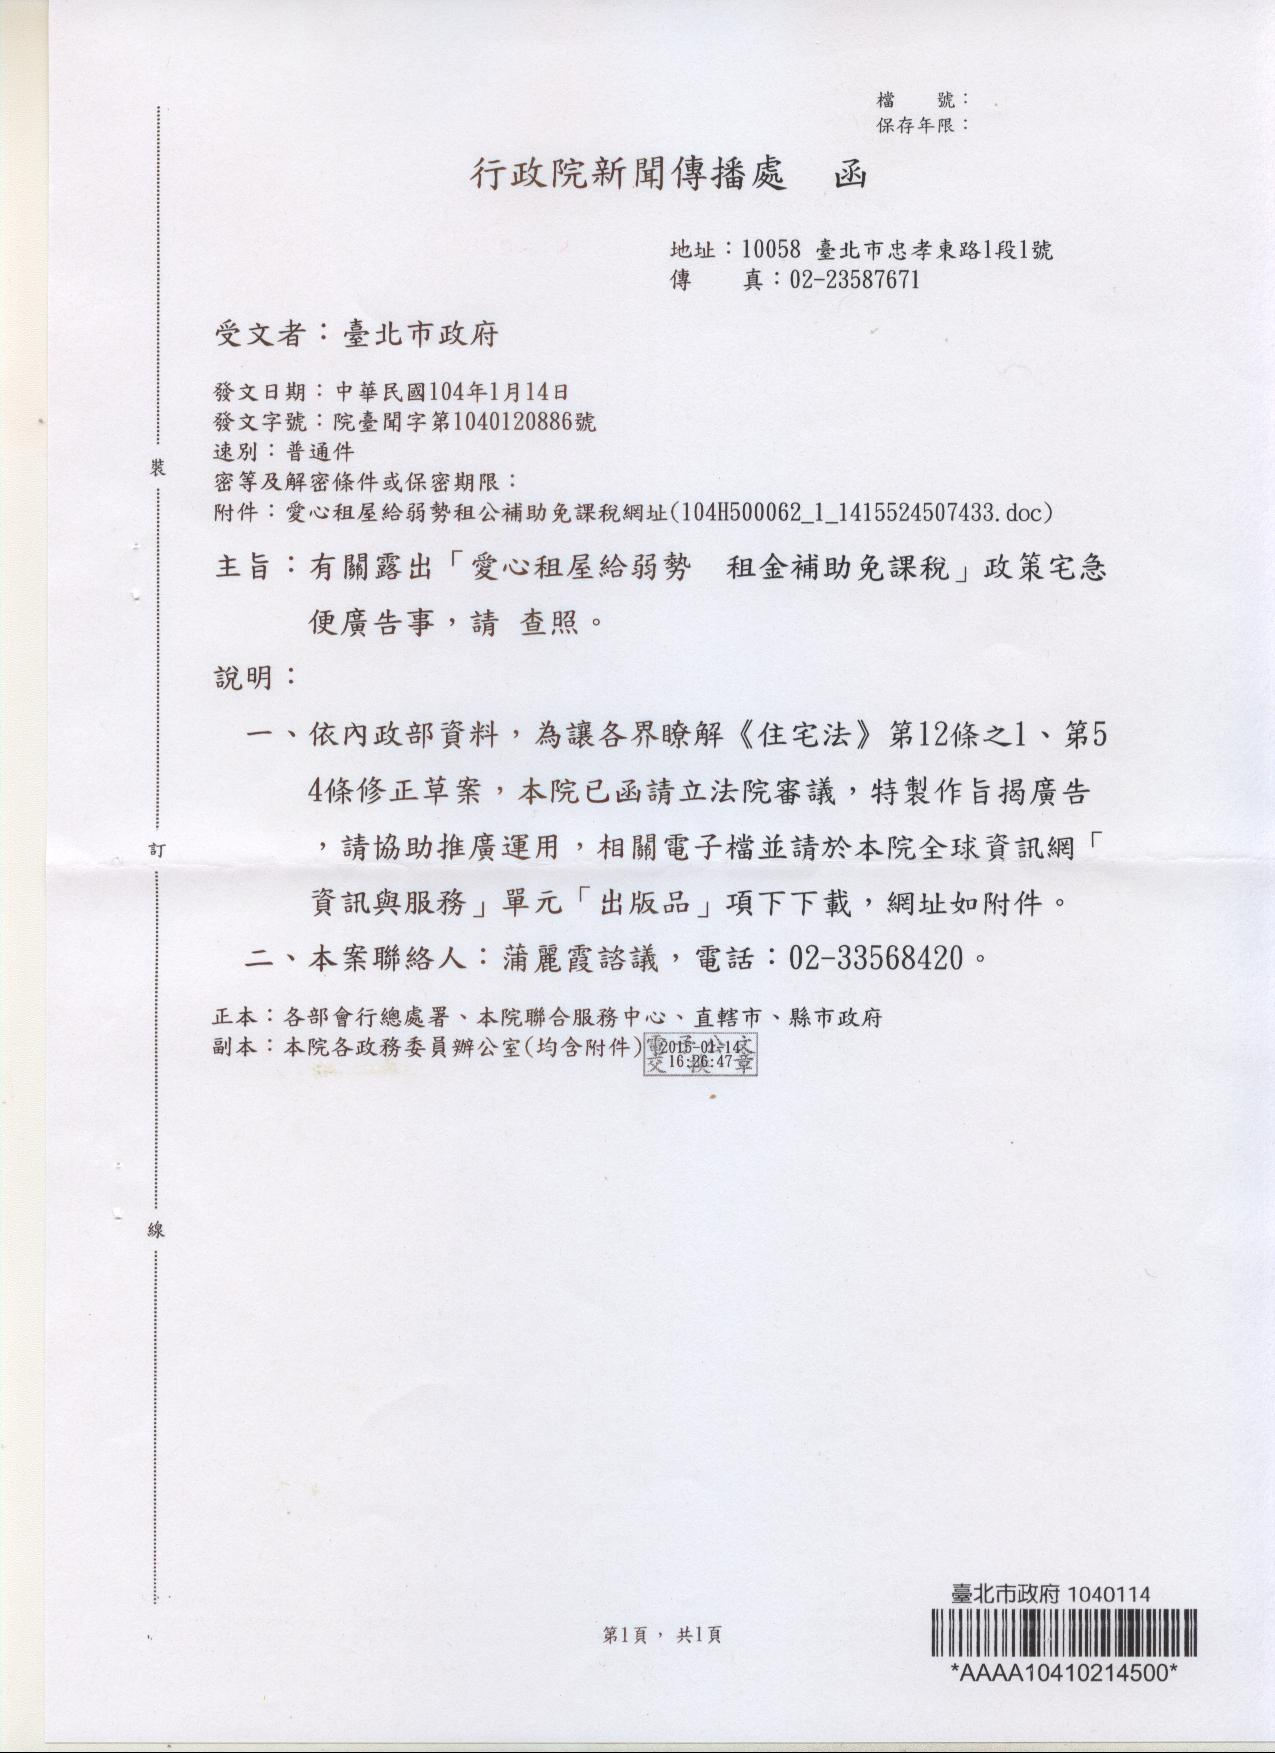 檔　　號：
保存年限：
行政院新聞傳播處　函
地址：10058 臺北市忠孝東路1段1號
傳　　真：02-23587671
受文者：臺北市政府
發文日期：中華民國104年1月14日
發文字號：院臺聞字第1040120886號
速別：普通件
密等及解密條件或保密期限：
附件：愛心租屋給弱勢租公補助免課稅網址(104H500062_1_1415524507433.doc)
主旨：有關露出「愛心租屋給弱勢　租金補助免課稅」政策宅急
便廣告事，請 查照。
說明：
一、依內政部資料，為讓各界瞭解《住宅法》第12條之1、第5
4條修正草案，本院已函請立法院審議，特製作旨揭廣告
，請協助推廣運用，相關電子檔並請於本院全球資訊網「
資訊與服務」單元「出版品」項下下載，網址如附件。
二、本案聯絡人：蒲麗霞諮議，電話：02-33568420。
正本：各部會行總處署、本院聯合服務中心、直轄市、縣市政府
副本：本院各政務委員辦公室(均含附件)
電子公文
交換章
2015-01-14
16:26:47
裝
訂
線
第1頁，共1頁
臺北市政府 1040114
*AAAA10410214500*